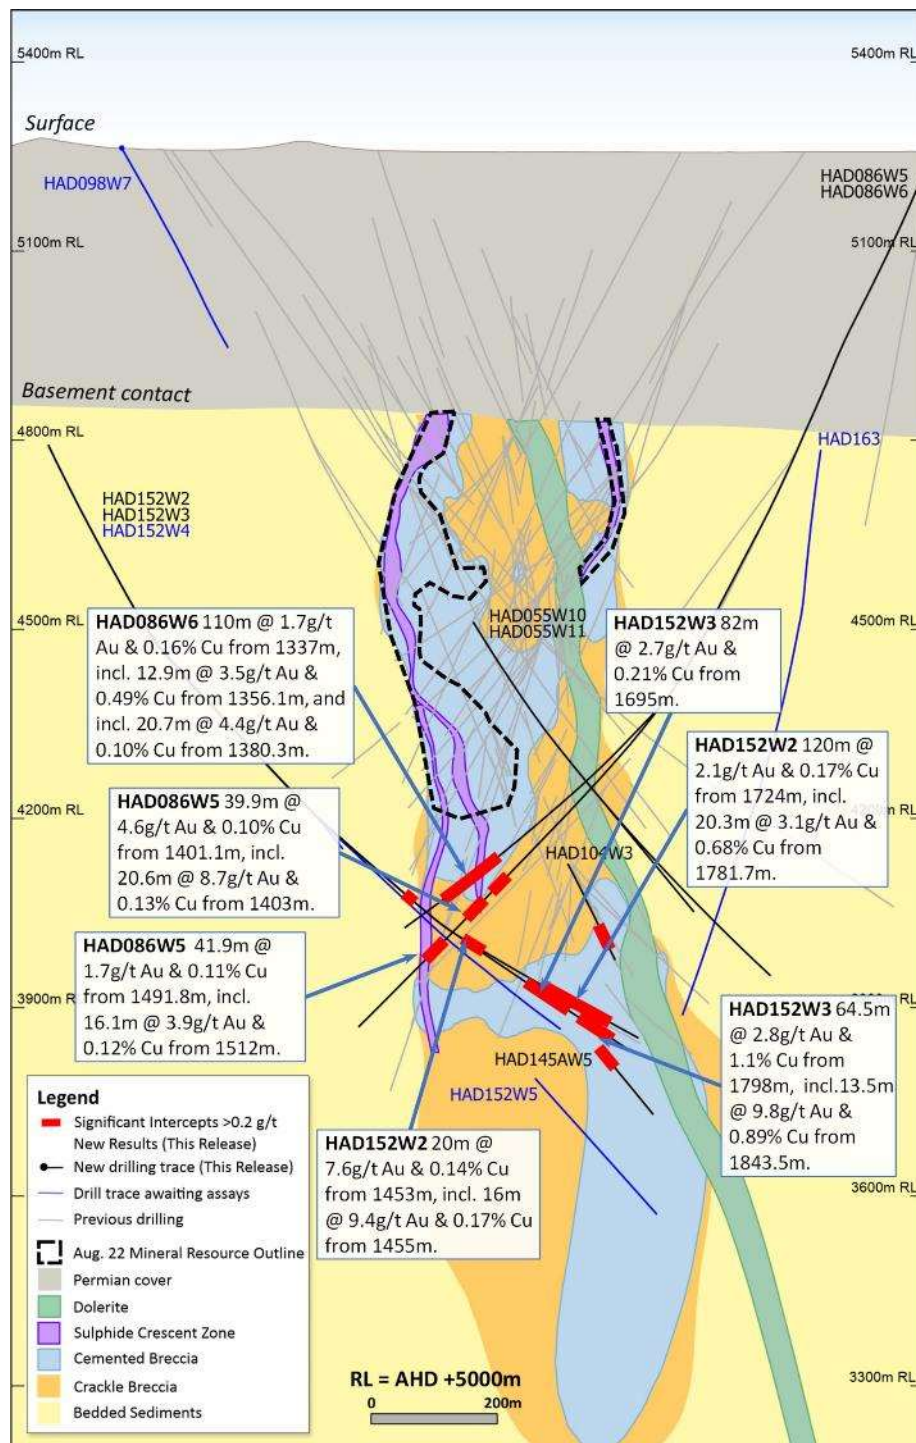 5400m RL
5400m RL
Surface
HAD098W7
HAD086W5
HAD086W6
5100m RL
5100m RL
Basement contact
4800m RL
HAD163
HAD152W2
HAD152W3
HAD152W4
4500m RL
4500m RL
HAD055W10
HAD055W11
HAD086W6 110m @ 1.7g/t
Au & 0.16% Cu from 1337m,
incl. 12.9m @ 3.5g/t Au &
0.49% Cu from 1356.1m, and
incl. 20.7m @ 4.4g/t Au &
0.10% Cu from 1380.3m.
HAD152W3 82m
@ 2.7g/t Au &
0.21% Cu from
1695m.
HAD152W2 120m @
2.1g/t Au & 0.17% Cu
from 1724m, incl.
20.3m @ 3.1g/t Au &
0.68% Cu from
1781.7m.
4200m RL
HAD086W5 39.9m @
4.6g/t Au & 0.10% Cu
from 1401.1m, incl.
20.6m @ 8.7g/t Au &
0.13% Cu from 1403m.
HAD104W3
HAD086W5 41.9m @
1.7g/t Au & 0.11% Cu
from 1491.8m, incl.
16.1m @ 3.9g/t Au &
0.12% Cu from 1512m.
3900m RL
HAD152W3 64.5m
@ 2.8g/t Au &
1.1% Cu from
1798m, incl.13.5m
@ 9.8g/t Au &
0.89% Cu from
1843.5m.
HAD145AW5
HAD152W5
HAD152W2 20m @
7.6g/t Au & 0.14% Cu
from 1453m, incl. 16m
@ 9.4g/t Au & 0.17% Cu
from 1455m.
3600m RL
Legend
Significant Intercepts >0.2 g/t
New Results (This Release)
New drilling trace (This Release)
Drill trace awaiting assays
Previous drilling
Aug. 22 Mineral Resource Outline
Permian cover
Dolerite
Sulphide Crescent Zone
Cemented Breccia
Crackle Breccia
Bedded Sediments
RL = AHD +5000m
0 200m
3300m RL